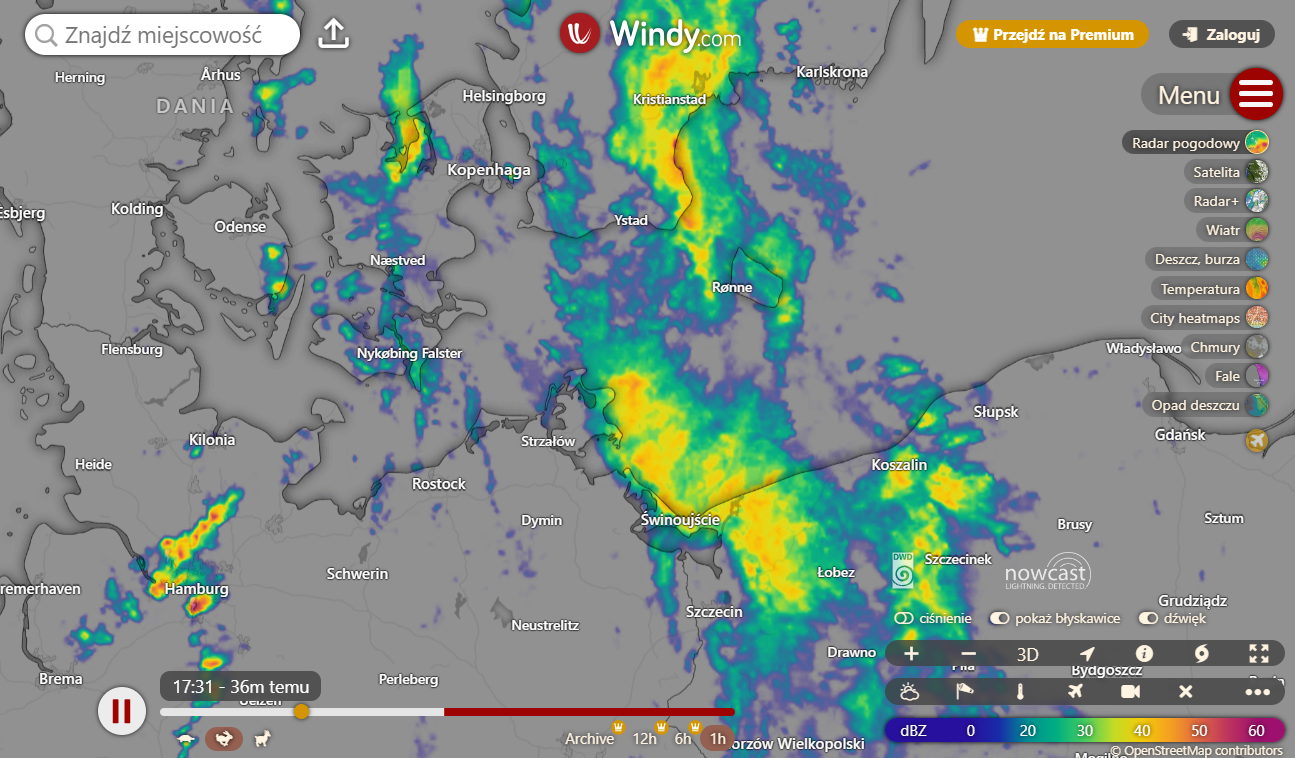 Znajdź miejscowość
Windy.com
Przejdź na Premium
Zaloguj
Herning
Århus
DANIA
Helsingborg
Kristianstad
Karlskrona
Menu
Radar pogodowy
Kopenhaga
Satelita
Esbjerg
Kolding
Odense
Ystad
Radar+
Wiatr
Næstved
Rønne
Deszcz, burza
Temperatura
City heatmaps
Flensburg
Nykøbing Falster
Władysławo
Chmury
Fale
Opad deszczu
Słupsk
Gdańsk
Kilonia
Strzałów
Heide
Koszalin
Rostock
Dymin
Świnoujście
Brusy
Sztum
DWD
Szczecinek
nowcast
LIGHTNING. DETECTED
Schwerin
Łobez
remerhaven
Hamburg
Grudziądz
Szczecin
Neustrelitz
ciśnienie
pokaż błyskawice
dźwięk
Drawno
3D
Piła
Bydgoszcz
Brema
Perleberg
17:31 - 36m temu
Uelzen
Archive
12h
6h
1h
orzów Wielkopolski
dBZ 0 20 30 40 50 60
© OpenStreetMap contributors